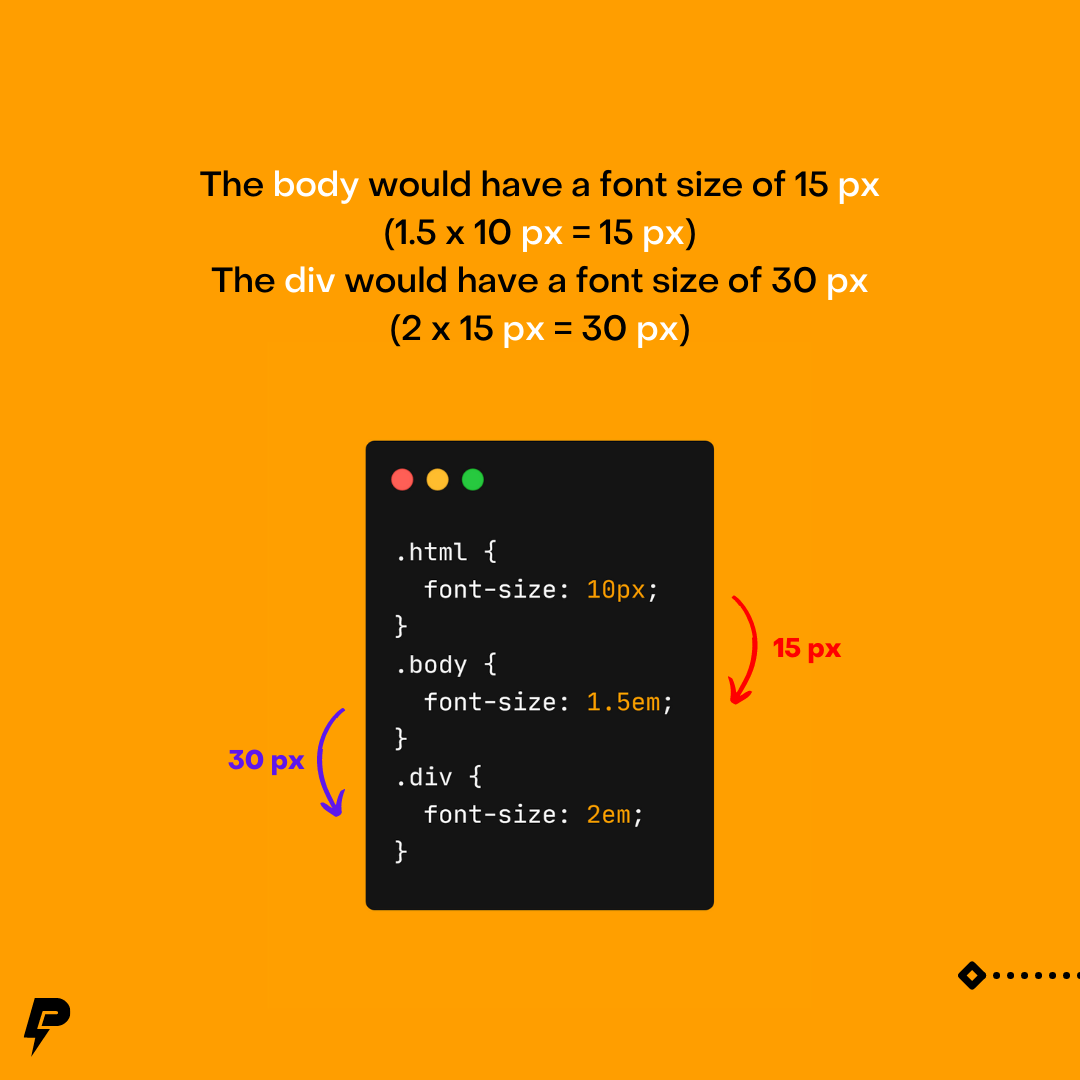 The body would have a font size of 15 px
(1.5 x 10 px = 15 px)
The div would have a font size of 30 px
(2 x 15 px = 30 px)
.html {
  font-size: 10px;
}
.body {
  font-size: 1.5em;
}
.div {
  font-size: 2em;
}
15 px
30 px